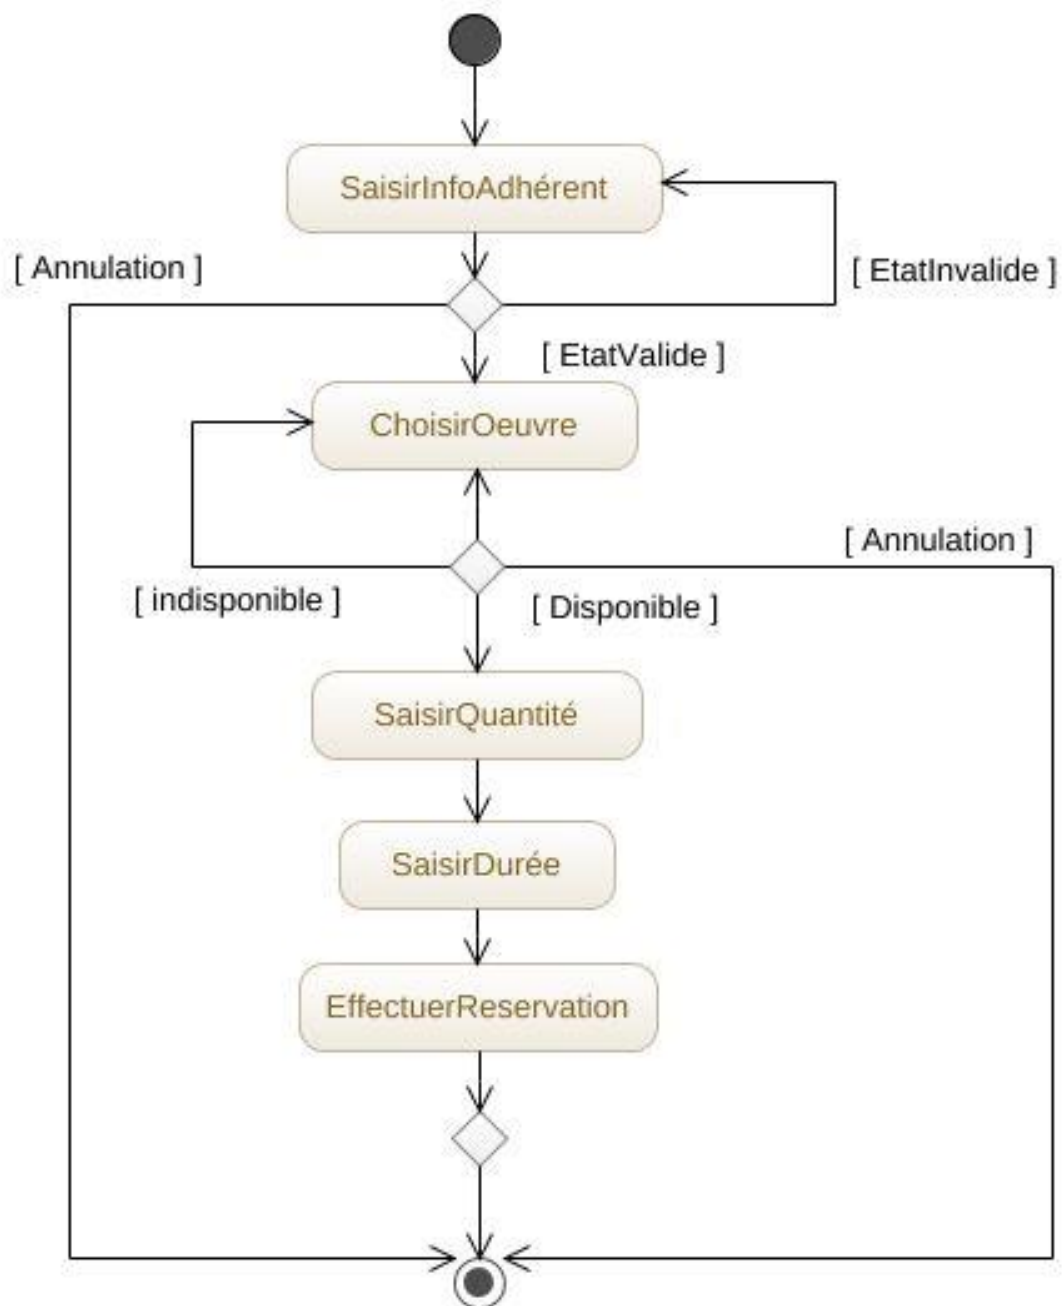 SaisirInfoAdhérent
[ Annulation ]
[ EtatInvalide ]
[ EtatValide ]
ChoisirOeuvre
[ Annulation ]
[ indisponible ]
[ Disponible ]
SaisirQuantité
SaisirDurée
EffectuerReservation